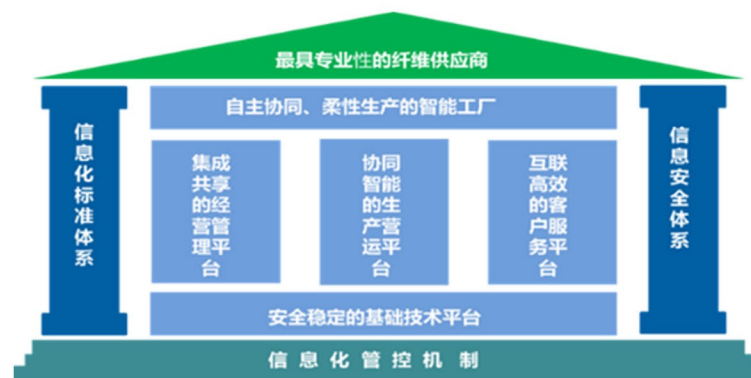 最具专业性的纤维供应商
自主协同、柔性生产的智能工厂
信息化标准体系
集成
共享
的经
营管
理平
台
协同
智能
的生
产营
运平
台
互联
高效
的客
户服
务平
台
信息安全体系
安全稳定的基础技术平台
信息化管控机 制